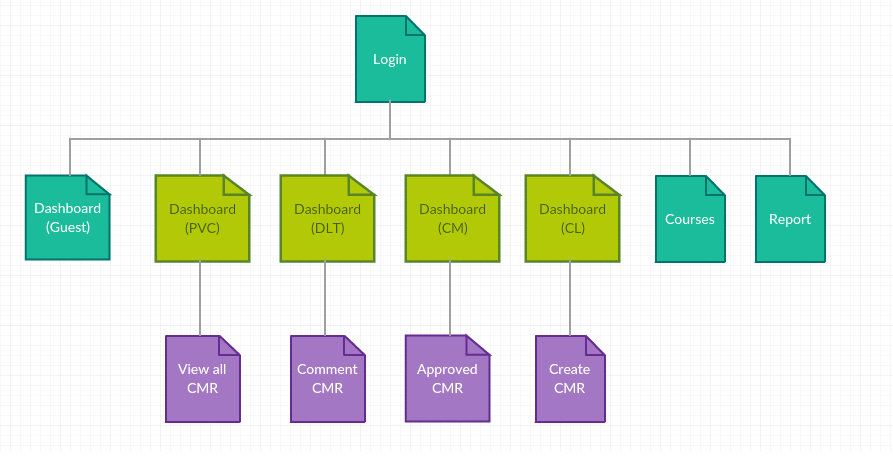 Login
Dashboard
(Guest)
Dashboard
(PVC)
Dashboard
(DLT)
Dashboard
(CM)
Dashboard
(CL)
Courses
Report
View all
CMR
Comment
CMR
Approved
CMR
Create
CMR